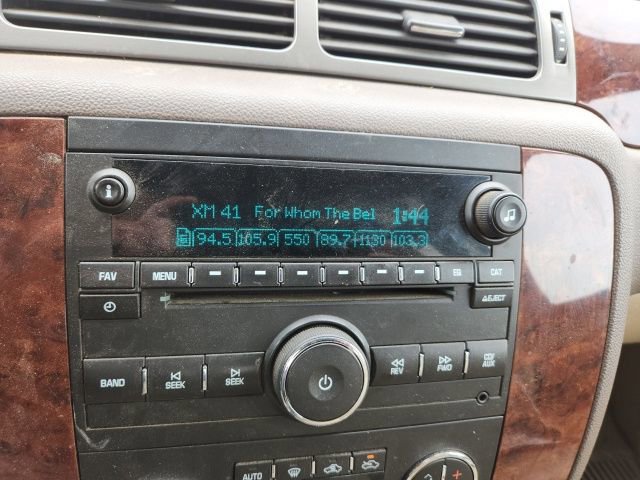 XM 41 For Whom The Bel 1:44
94.5 105.9 550 89.7 1130 103.3
FAV MENU EQ CAT
EJECT
BAND SEEK SEEK REV FWD CD/AUX
AUTO